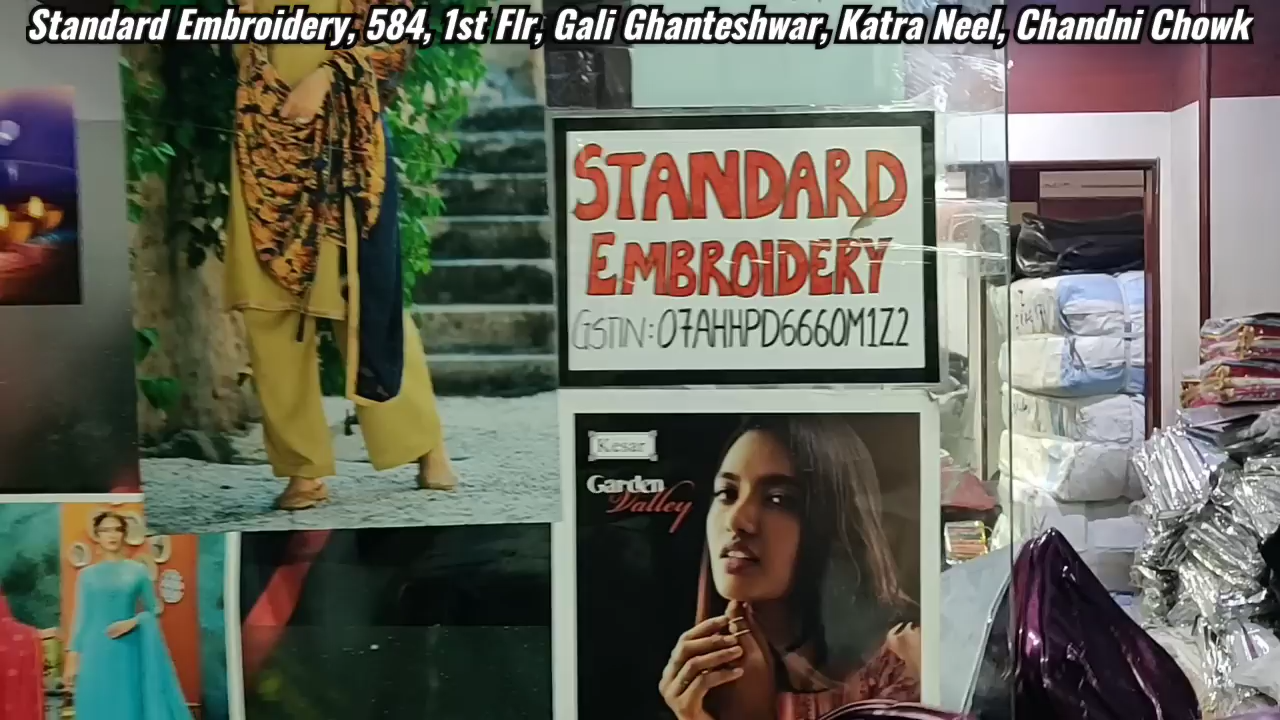 Standard Embroidery, 584, 1st Flr, Gali Ghanteshwar, Katra Neel, Chandni Chowk
STANDARD
EMBROIDERY
GSTIN:07AHHPD6660M1Z2
Kesar
Garden
Valley